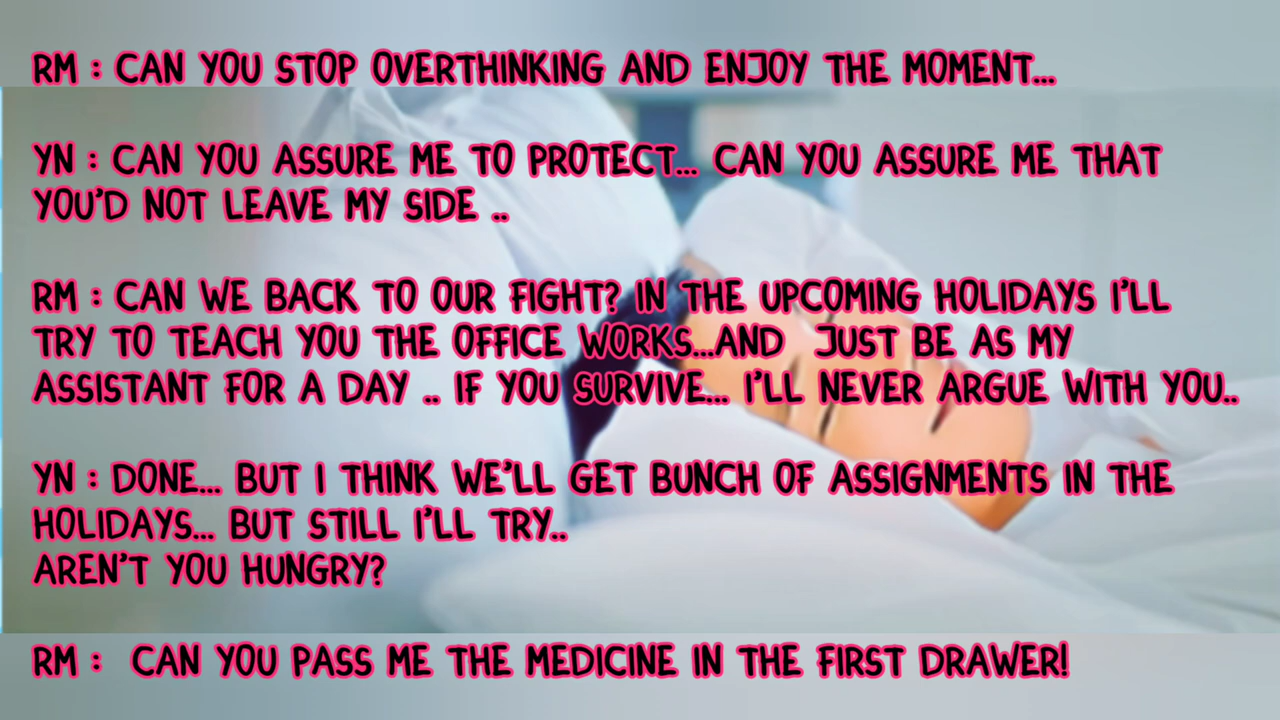 RM : CAN YOU STOP OVERTHINKING AND ENJOY THE MOMENT...
YN : CAN YOU ASSURE ME TO PROTECT... CAN YOU ASSURE ME THAT
YOU'D NOT LEAVE MY SIDE ..
RM : CAN WE BACK TO OUR FIGHT? IN THE UPCOMING HOLIDAYS I'LL
TRY TO TEACH YOU THE OFFICE WORKS...AND JUST BE AS MY
ASSISTANT FOR A DAY .. IF YOU SURVIVE... I'LL NEVER ARGUE WITH YOU..
YN : DONE... BUT I THINK WE'LL GET BUNCH OF ASSIGNMENTS IN THE
HOLIDAYS... BUT STILL I'LL TRY..
AREN'T YOU HUNGRY?
RM : CAN YOU PASS ME THE MEDICINE IN THE FIRST DRAWER!